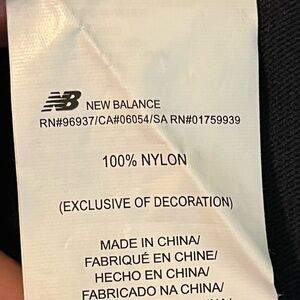 NB NEW BALANCE
RN#96937/CA#06054/SA RN#01759939
100% NYLON
(EXCLUSIVE OF DECORATION)
MADE IN CHINA/
FABRIQUÉ EN CHINE/
HECHO EN CHINA/
FABRICADO NA CHINA/